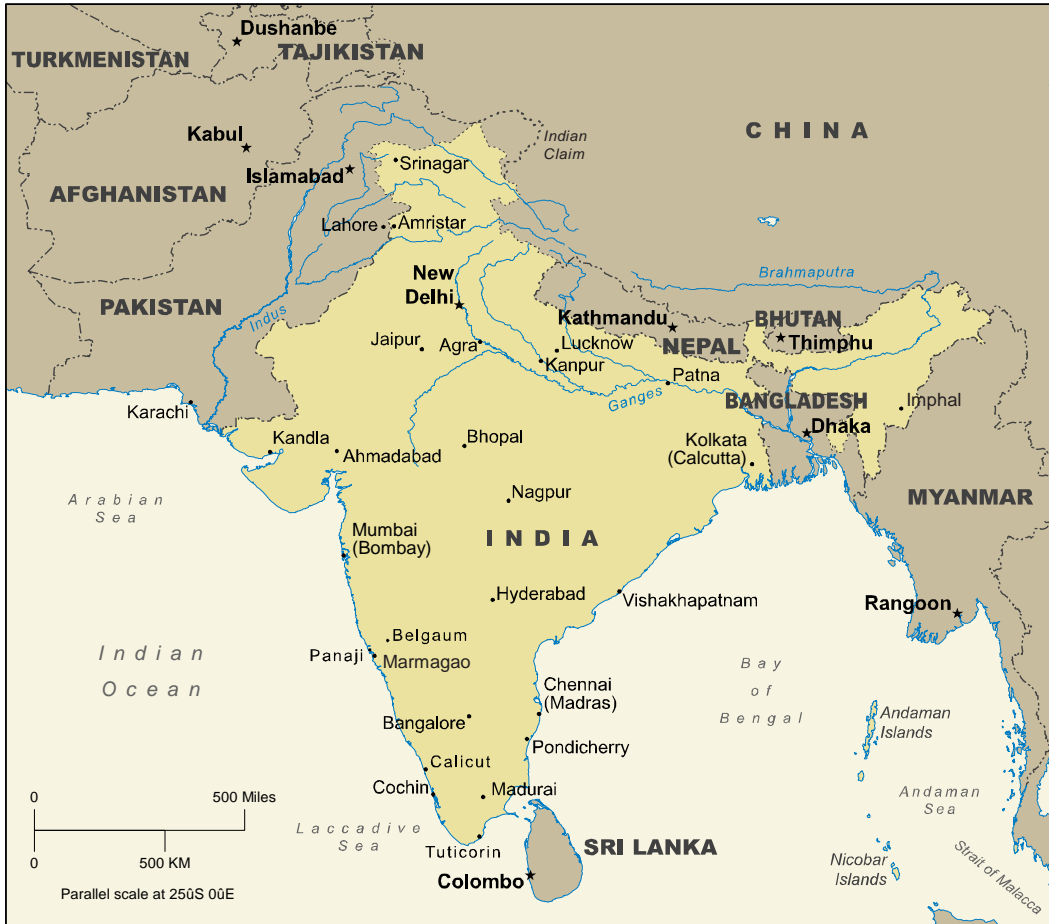 Dushanbe
TURKMENISTAN
TAJIKISTAN
CHINA
Kabul
Indian
Claim
Srinagar
Islamabad
AFGHANISTAN
Lahore
Amristar
New
Delhi
Brahmaputra
PAKISTAN
Indus
Kathmandu
BHUTAN
Thimphu
NEPAL
Jaipur
Agra
Lucknow
Kanpur
Patna
Ganges
BANGLADESH
Imphal
Karachi
Dhaka
Kandla
Ahmadabad
Bhopal
Kolkata
(Calcutta)
Arabian
Sea
Nagpur
MYANMAR
Mumbai
(Bombay)
INDIA
Hyderabad
Vishakhapatnam
Rangoon
Belgaum
Panaji
Marmagao
Indian
Ocean
Bay
of
Bengal
Chennai
(Madras)
Bangalore
Andaman
Islands
Pondicherry
Calicut
Cochin
Madurai
Andaman
Sea
0
500 Miles
0
500 KM
Parallel scale at 25ûS 0ûE
Laccadive
Sea
Tuticorin
SRI LANKA
Colombo
Nicobar
Islands
Strait of Malacca